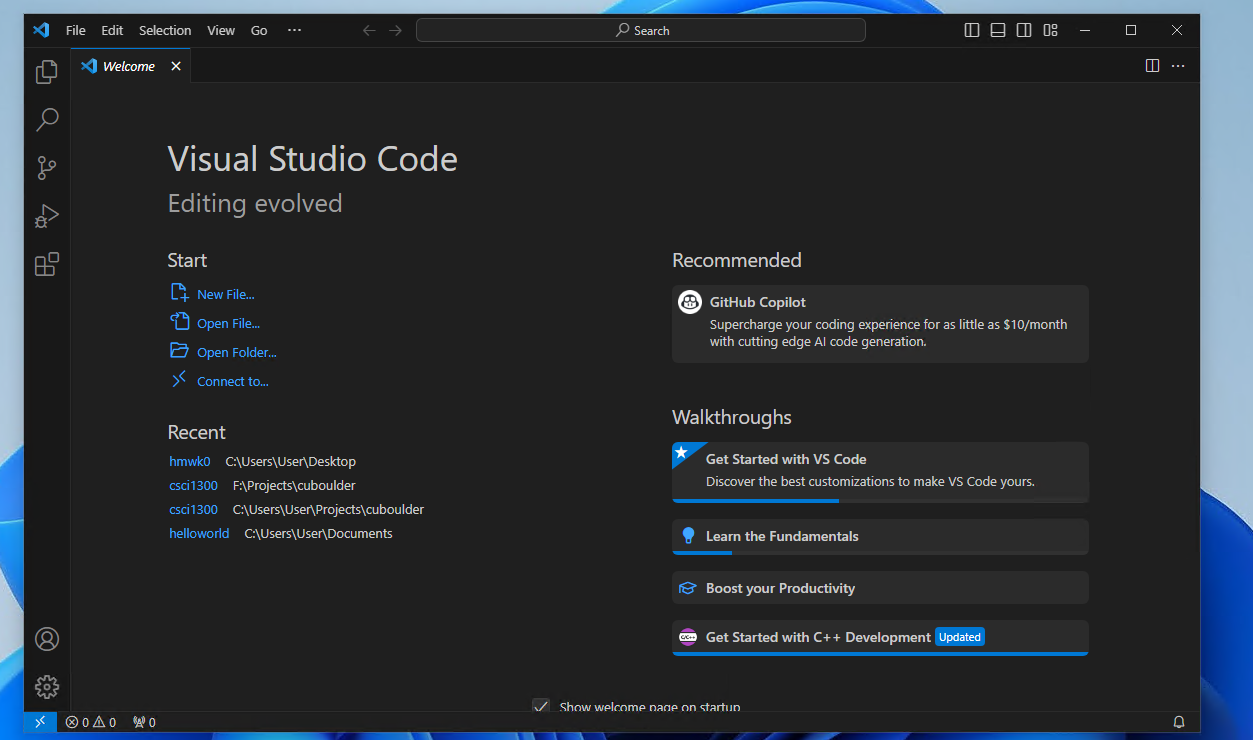 File Edit Selection View Go ··· Search
Welcome
Visual Studio Code
Editing evolved
Start
New File...
Open File...
Open Folder...
Connect to...
Recent
hmwk0 C:\Users\User\Desktop
csci1300 F:\Projects\cuboulder
csci1300 C:\Users\User\Projects\cuboulder
helloworld C:\Users\User\Documents
Recommended
GitHub Copilot
Supercharge your coding experience for as little as $10/month
with cutting edge AI code generation.
Walkthroughs
Get Started with VS Code
Discover the best customizations to make VS Code yours.
Learn the Fundamentals
Boost your Productivity
C/C++ Get Started with C++ Development Updated
Show welcome page on startup
0 0 0